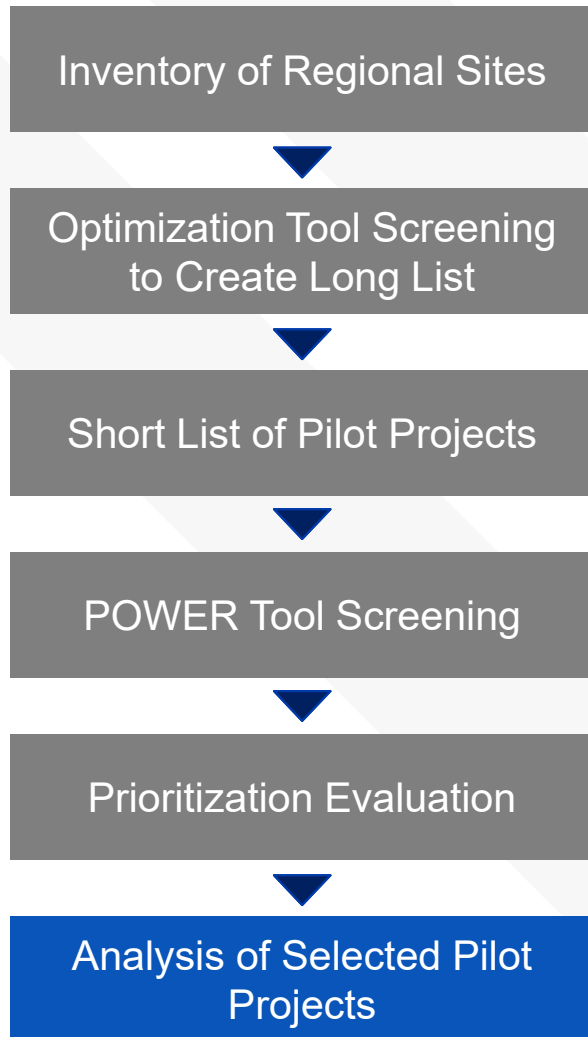 Inventory of Regional Sites
Optimization Tool Screening
to Create Long List
Short List of Pilot Projects
POWER Tool Screening
Prioritization Evaluation
Analysis of Selected Pilot
Projects